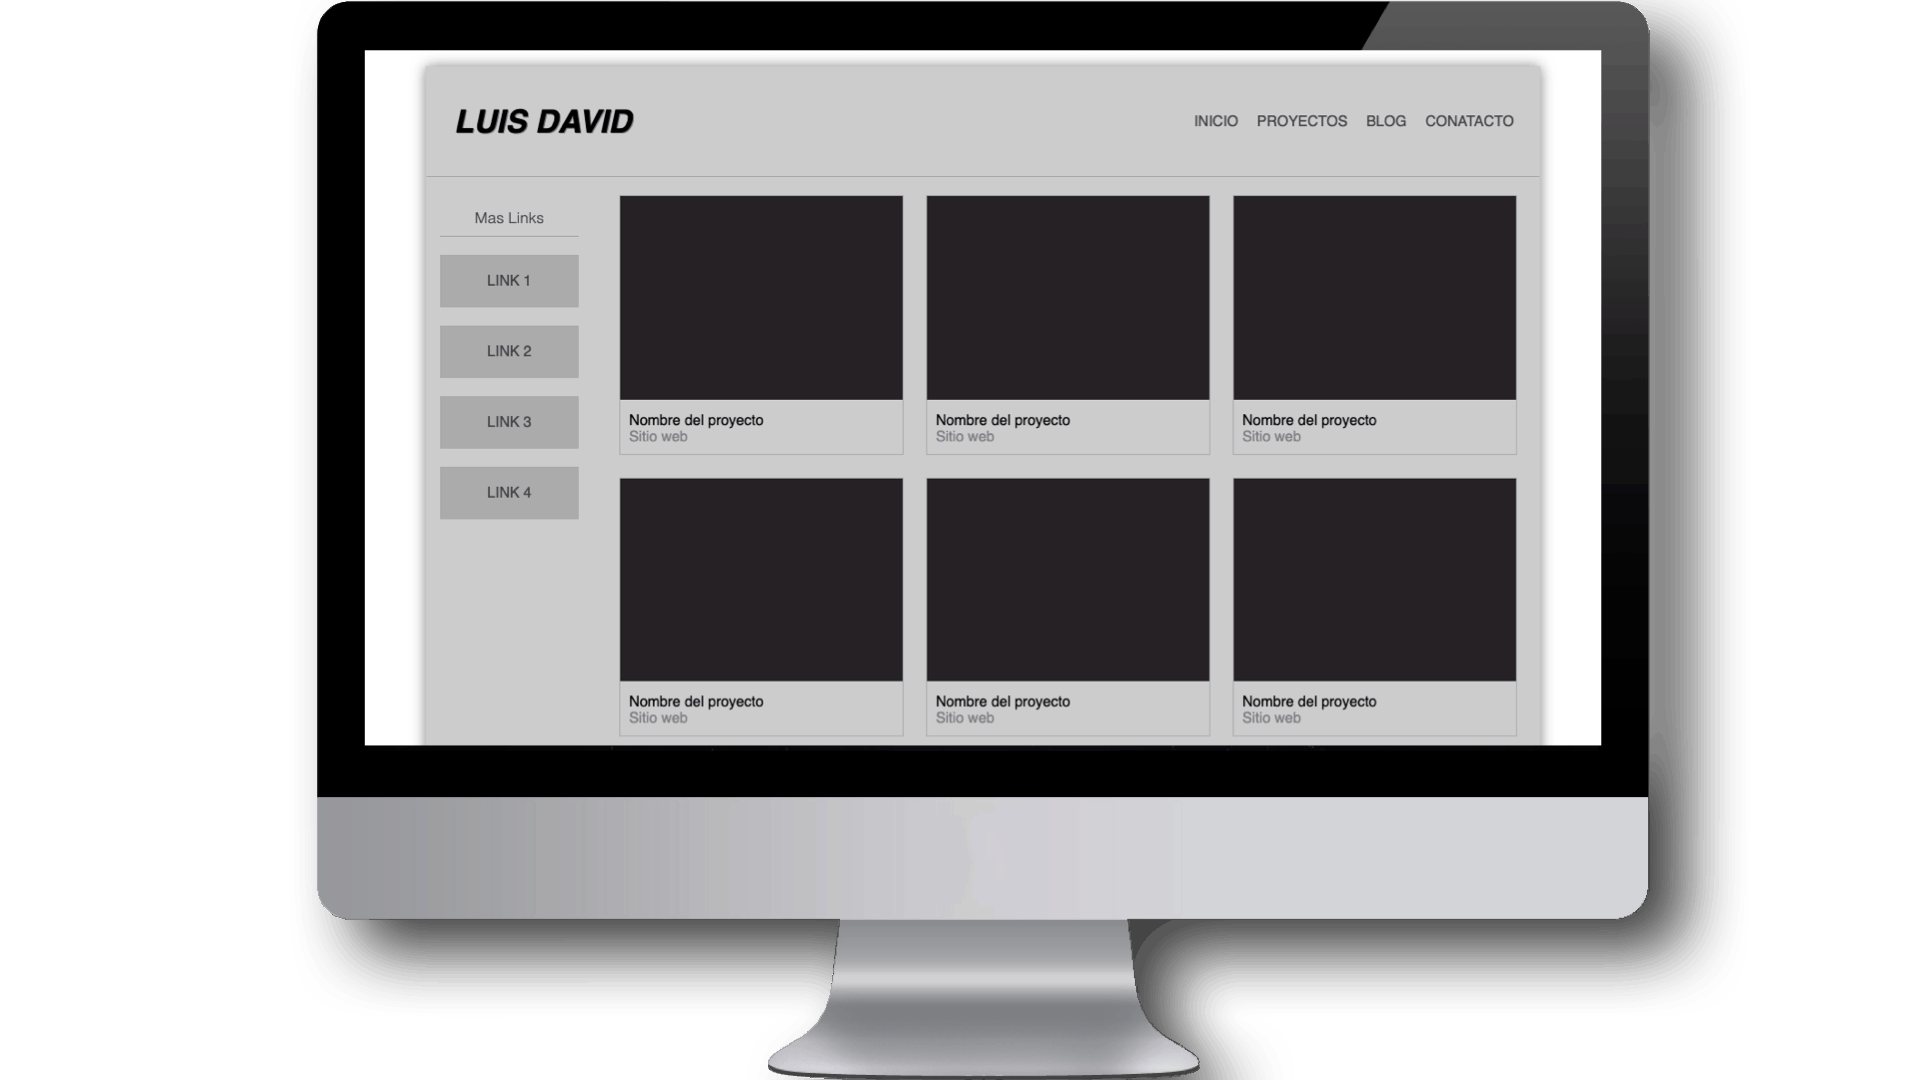 LUIS DAVID
INICIO PROYECTOS BLOG CONATACTO
Mas Links
LINK 1
LINK 2
LINK 3
LINK 4
Nombre del proyecto
Sitio web
Nombre del proyecto
Sitio web
Nombre del proyecto
Sitio web
Nombre del proyecto
Sitio web
Nombre del proyecto
Sitio web
Nombre del proyecto
Sitio web